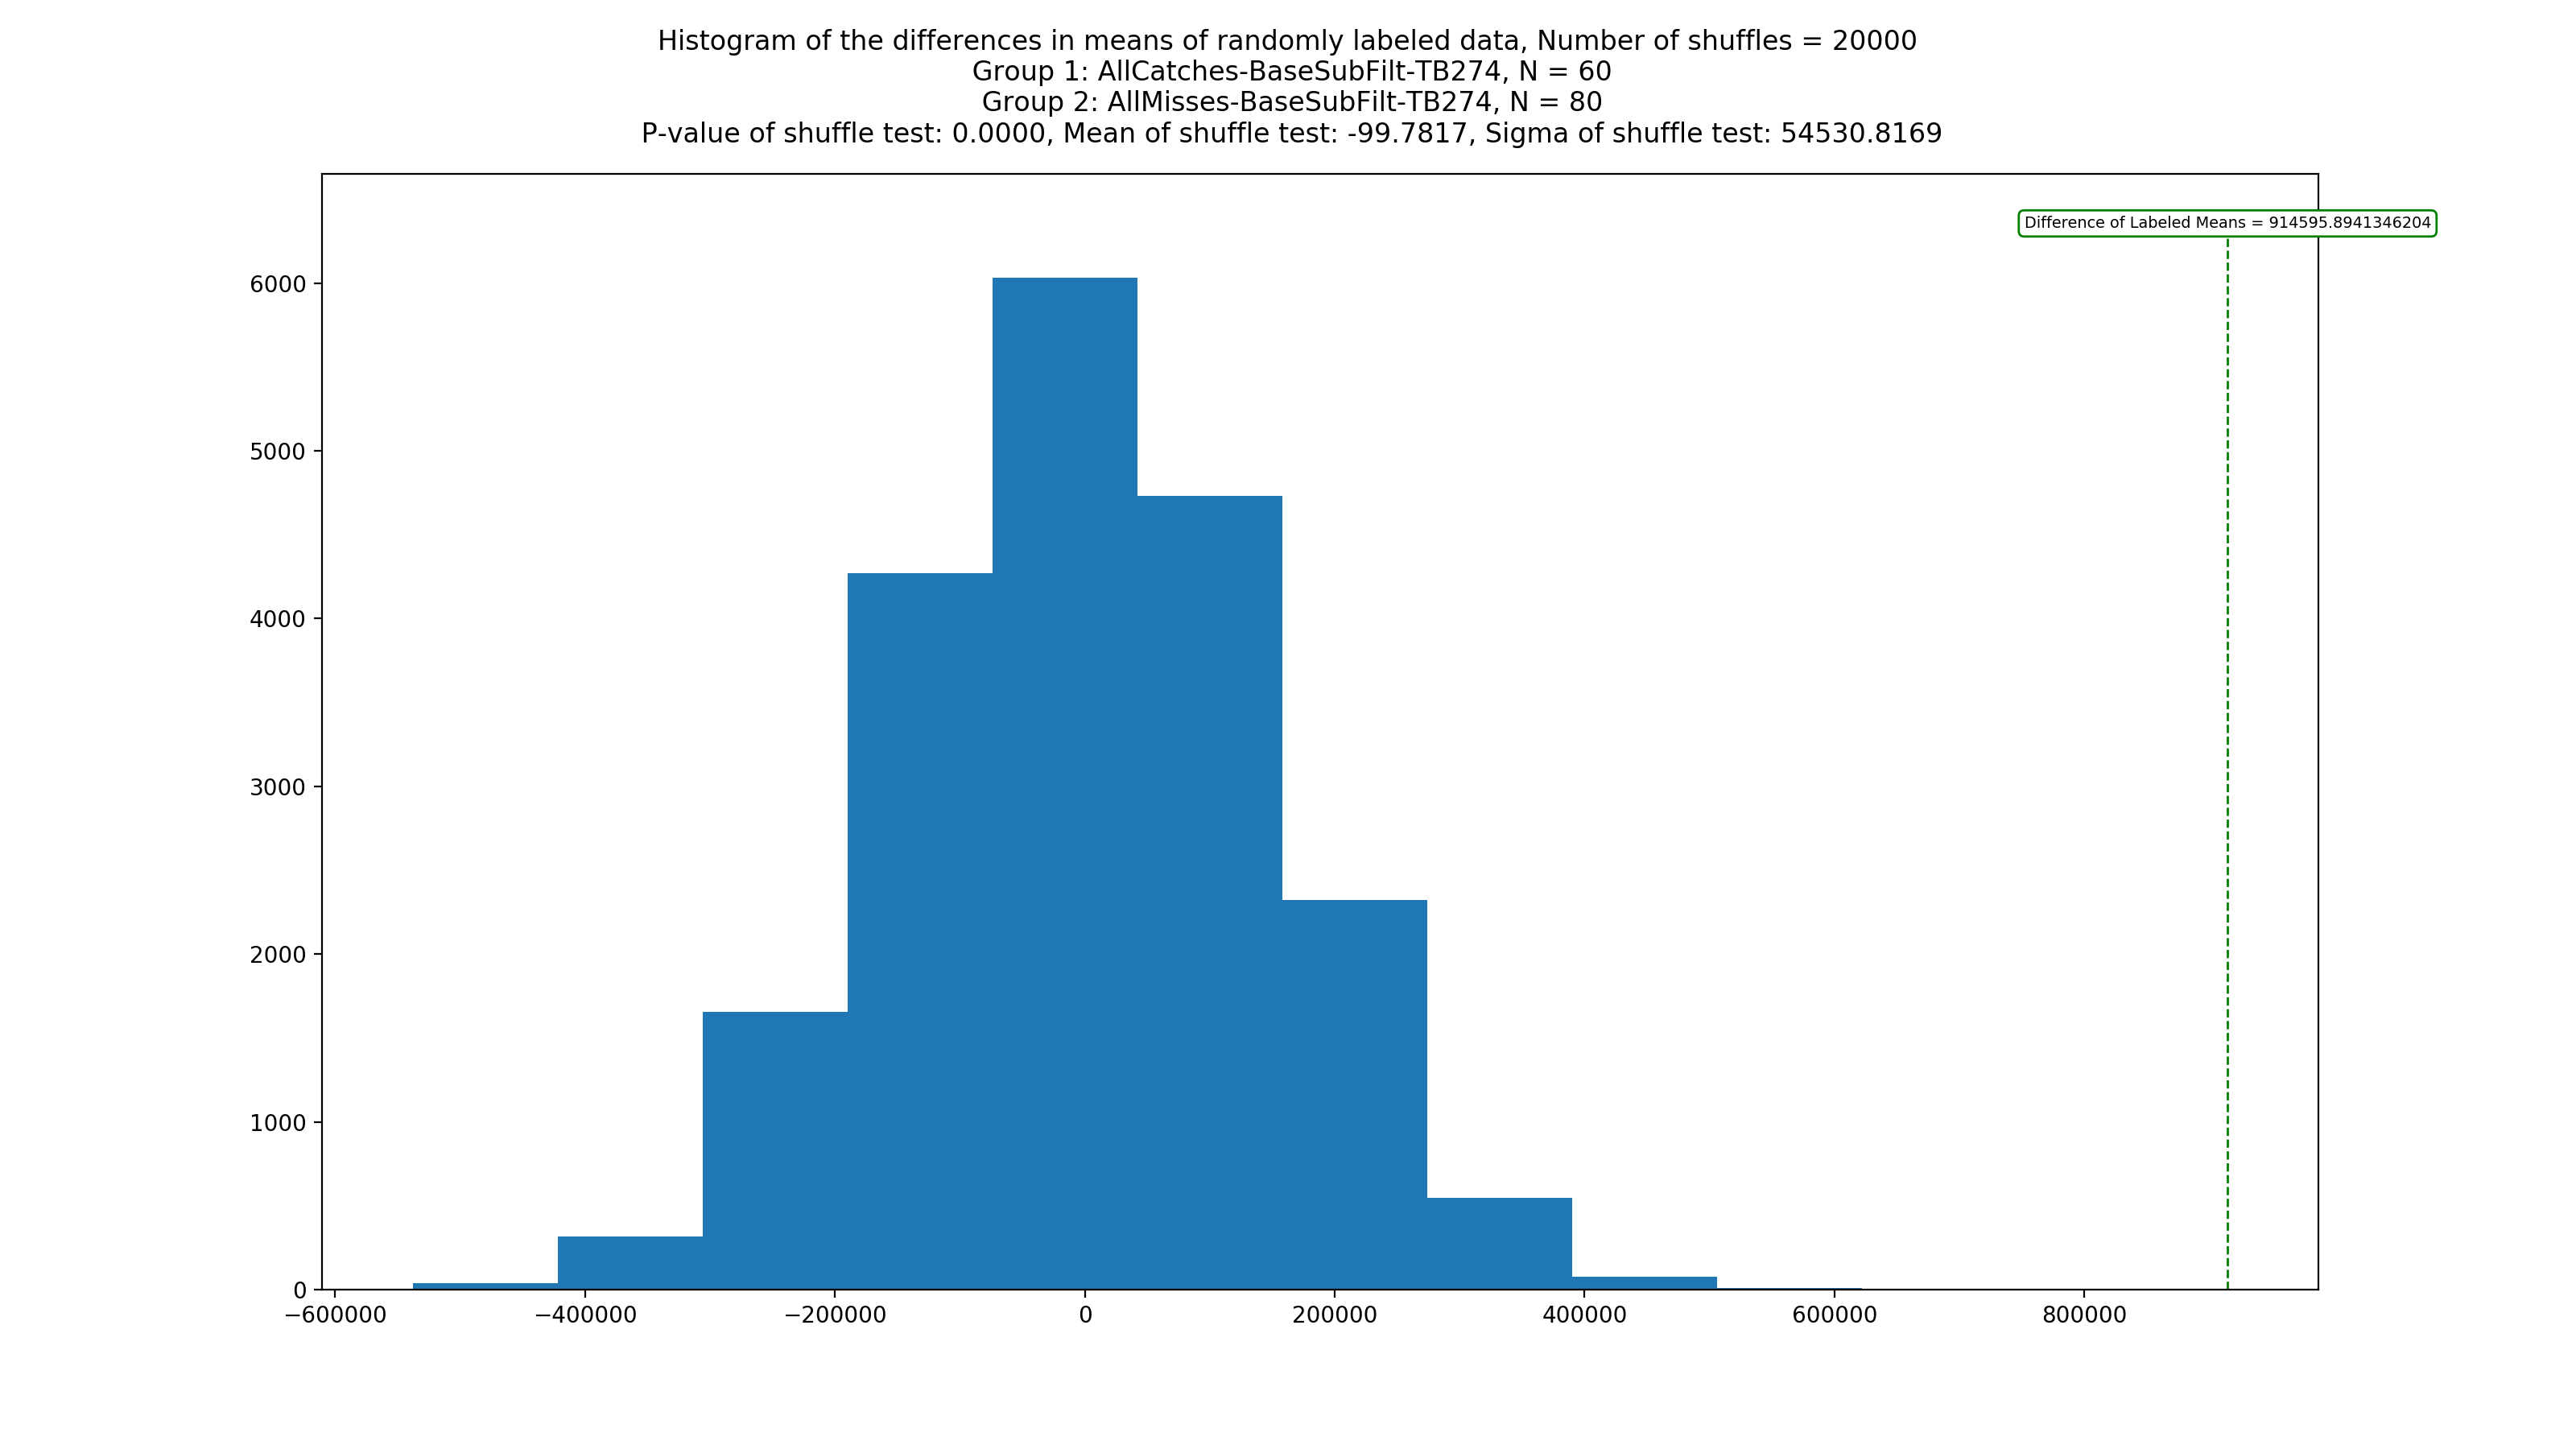 Histogram of the differences in means of randomly labeled data, Number of shuffles = 20000
Group 1: AllCatches-BaseSubFilt-TB274, N = 60
Group 2: AllMisses-BaseSubFilt-TB274, N = 80
P-value of shuffle test: 0.0000, Mean of shuffle test: -99.7817, Sigma of shuffle test: 54530.8169
Difference of Labeled Means = 914595.8941346204
6000
5000
4000
3000
2000
1000
0
−600000 −400000 −200000 0 200000 400000 600000 800000